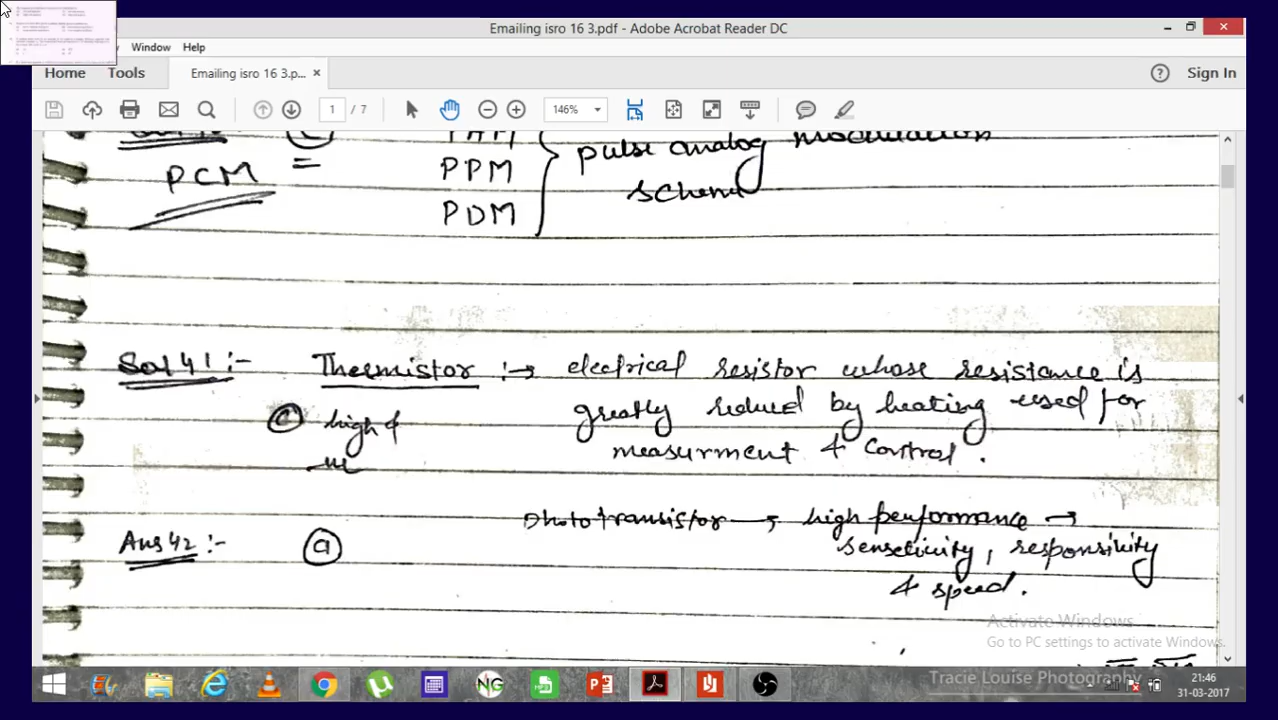 Emailing isro 16 3.pdf - Adobe Acrobat Reader DC
Window Help
Home Tools Emailing isro 16 3.p... × Sign In
1 / 7 146%
pulse analog modulation
PCM = PPM scheme
PDM
Sol 41 :- Thermistor :→ electrical resistor whose resistance is
(c) high f greatly reduced by heating used for
measurment & control.
Phototransistor → high performance →
Ans 42 :- (a) sensetivity, responsivity
& speed.
Activate Windows
Go to PC settings to activate Windows.
Tracie Louise Photography
21:46
31-03-2017